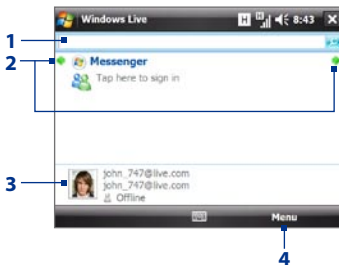 Windows Live
H
H
8:43
1
2
Messenger
Tap here to sign in
3
john_747@live.com
john_747@live.com
Offline
Menu
4